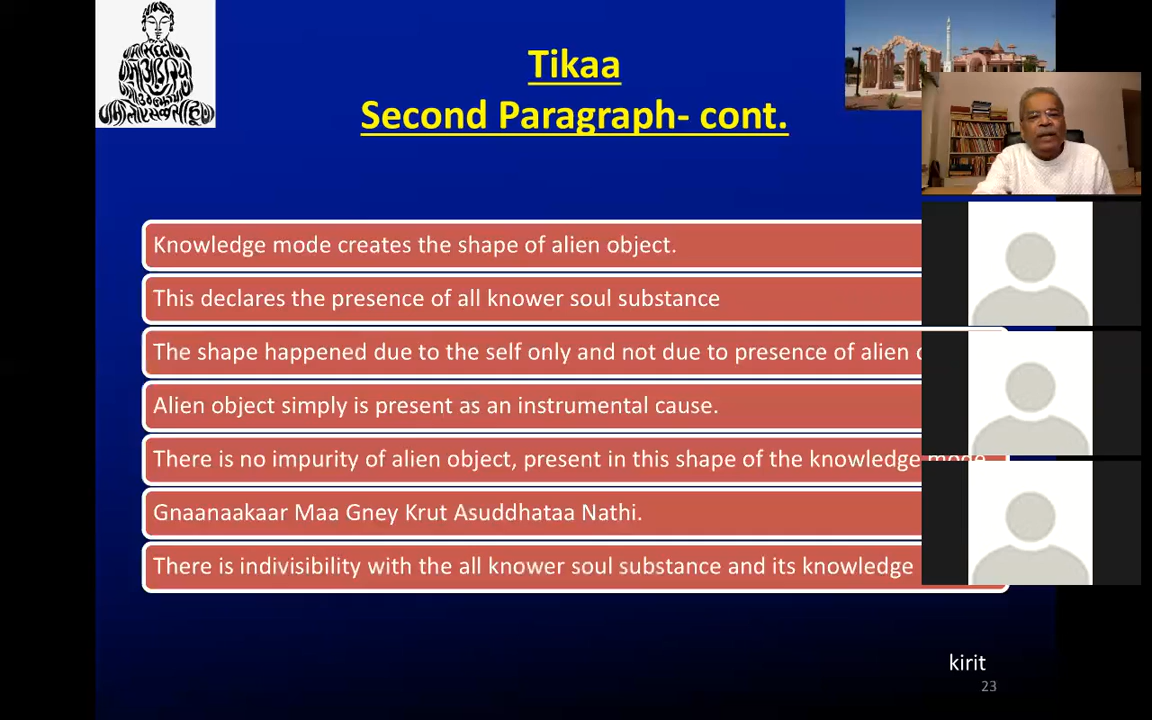 Tikaa
Second Paragraph- cont.
Knowledge mode creates the shape of alien object.
This declares the presence of all knower soul substance
The shape happened due to the self only and not due to presence of alien
Alien object simply is present as an instrumental cause.
There is no impurity of alien object, present in this shape of the knowledge mode.
Gnaanaakaar Maa Gney Krut Asuddhataa Nathi.
There is indivisibility with the all knower soul substance and its knowledge
kirit
23